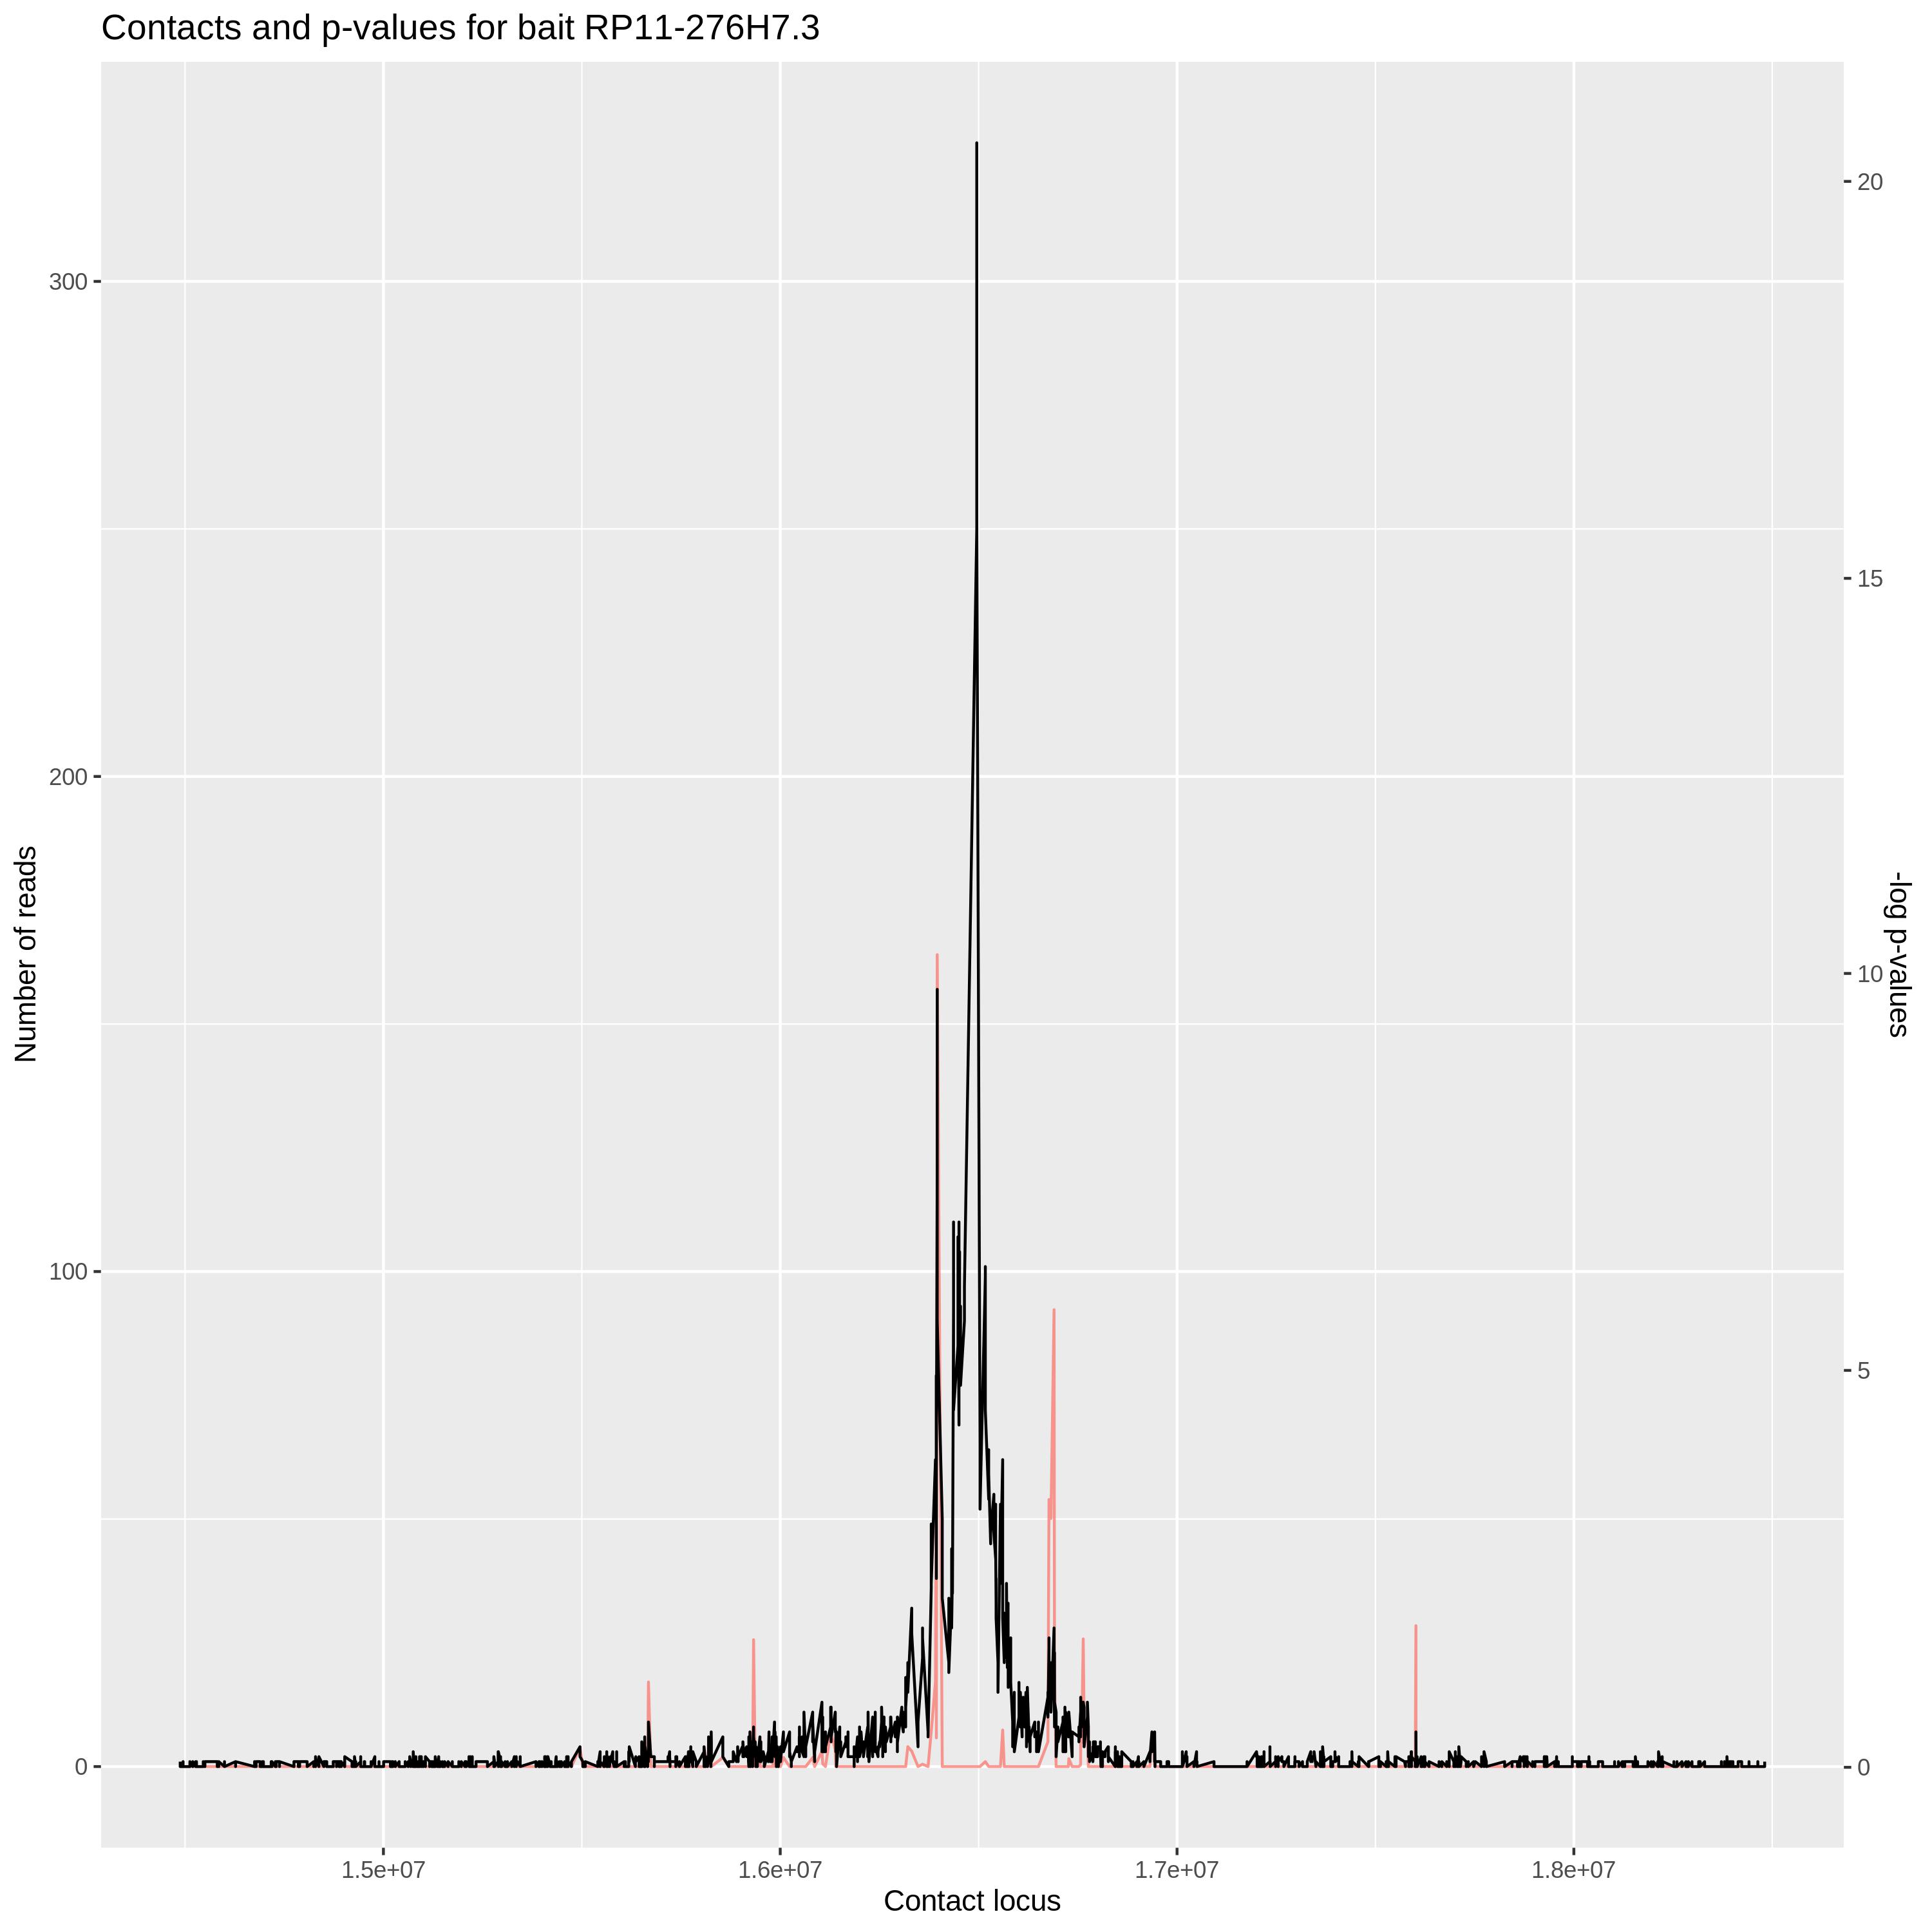 Contacts and p-values for bait RP11-276H7.3
Number of reads
300
200
100
0
20
15
10
5
0
-log p-values
1.5e+07
1.6e+07
1.7e+07
1.8e+07
Contact locus